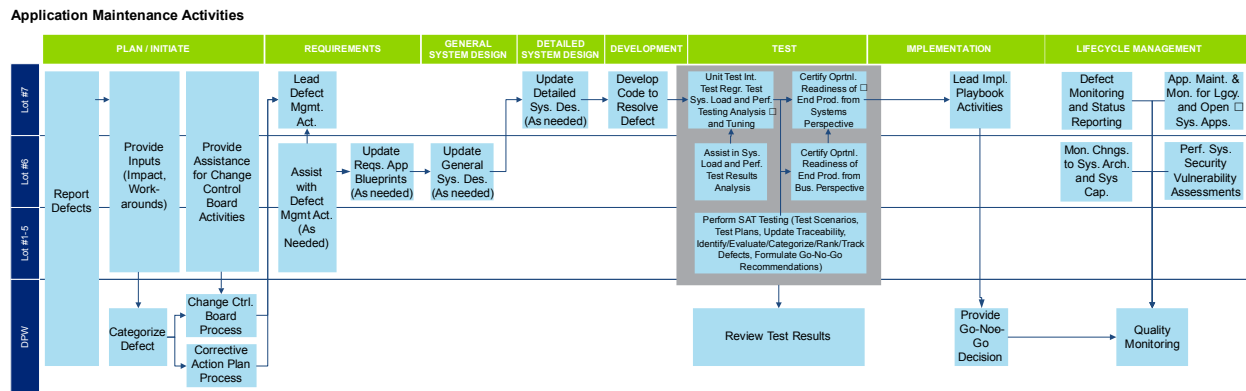 Application Maintenance Activities
PLAN / INITIATE
REQUIREMENTS
GENERAL
SYSTEM DESIGN
DETAILED
SYSTEM DESIGN
DEVELOPMENT
TEST
IMPLEMENTATION
LIFECYCLE MANAGEMENT
Lot #7
Lot #6
Lot #1-5
DPW
Report
Defects
Provide
Inputs
(Impact,
Work-
arounds)
Provide
Assistance
for Change
Control
Board
Activities
Categorize
Defect
Change Ctrl.
Board
Process
Corrective
Action Plan
Process
Lead
Defect
Mgmt.
Act.
Assist
with
Defect
Mgmt Act.
(As
Needed)
Update
Reqs. App
Blueprints
(As needed)
Update
General
Sys. Des.
(As needed)
Update
Detailed
Sys. Des.
(As needed)
Develop
Code to
Resolve
Defect
Unit Test Int.
Test Regr. Test
Sys. Load and Perf.
Testing Analysis □
and Tuning
Certify Oprtnl.
Readiness of □
End Prod. from
Systems
Perspective
Assist in Sys.
Load and Perf.
Test Results
Analysis
Certify Oprtnl.
Readiness of
End Prod. from
Bus. Perspective
Perform SAT Testing (Test Scenarios,
Test Plans, Update Traceability,
Identify/Evaluate/Categorize/Rank/Track
Defects, Formulate Go-No-Go
Recommendations)
Review Test Results
Lead Impl.
Playbook
Activities
Provide
Go-Noe-
Go
Decision
Defect
Monitoring
and Status
Reporting
App. Maint. &
Mon. for Lgcy.
and Open □
Sys. Apps.
Mon. Chngs.
to Sys. Arch.
and Sys
Cap.
Perf. Sys.
Security
Vulnerability
Assessments
Quality
Monitoring